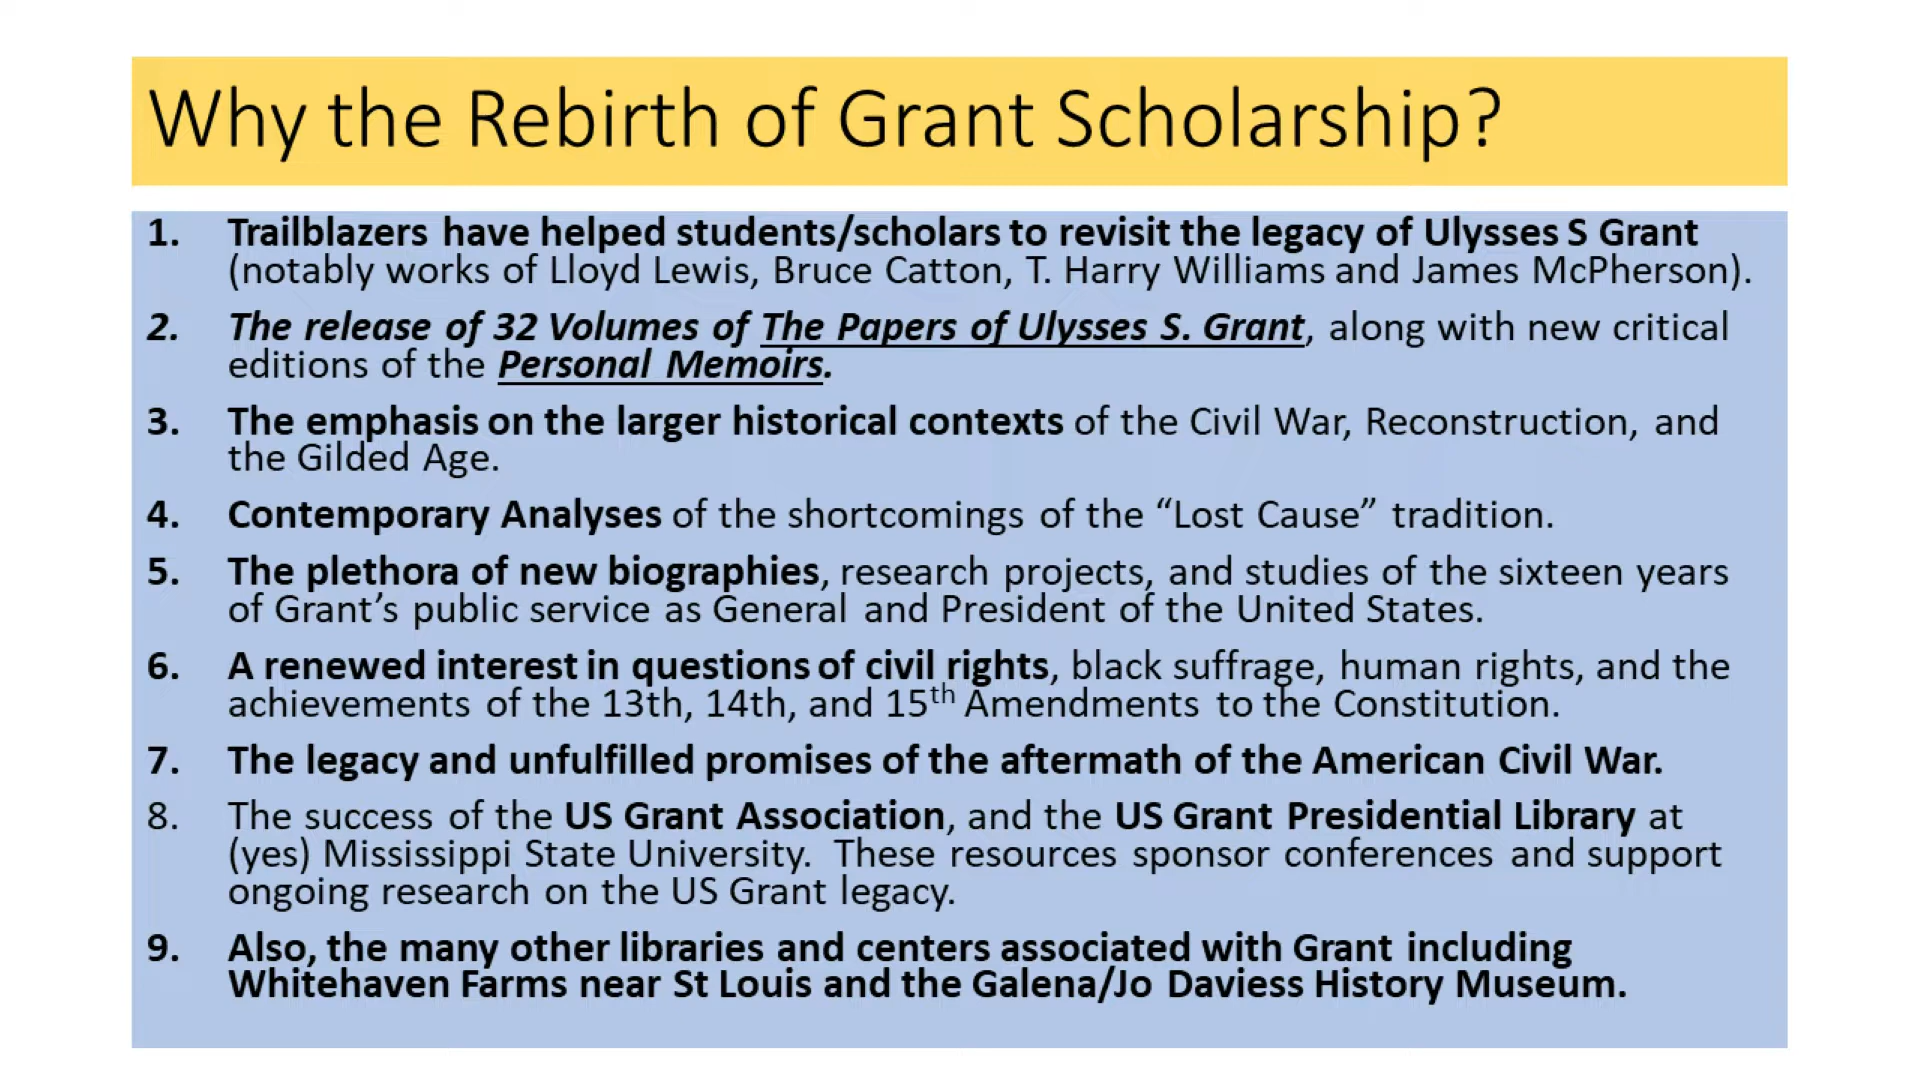 Why the Rebirth of Grant Scholarship?
1. Trailblazers have helped students/scholars to revisit the legacy of Ulysses S Grant
(notably works of Lloyd Lewis, Bruce Catton, T. Harry Williams and James McPherson).
2. The release of 32 Volumes of The Papers of Ulysses S. Grant, along with new critical
editions of the Personal Memoirs.
3. The emphasis on the larger historical contexts of the Civil War, Reconstruction, and
the Gilded Age.
4. Contemporary Analyses of the shortcomings of the “Lost Cause” tradition.
5. The plethora of new biographies, research projects, and studies of the sixteen years
of Grant’s public service as General and President of the United States.
6. A renewed interest in questions of civil rights, black suffrage, human rights, and the
achievements of the 13th, 14th, and 15th Amendments to the Constitution.
7. The legacy and unfulfilled promises of the aftermath of the American Civil War.
8. The success of the US Grant Association, and the US Grant Presidential Library at
(yes) Mississippi State University. These resources sponsor conferences and support
ongoing research on the US Grant legacy.
9. Also, the many other libraries and centers associated with Grant including
Whitehaven Farms near St Louis and the Galena/Jo Daviess History Museum.